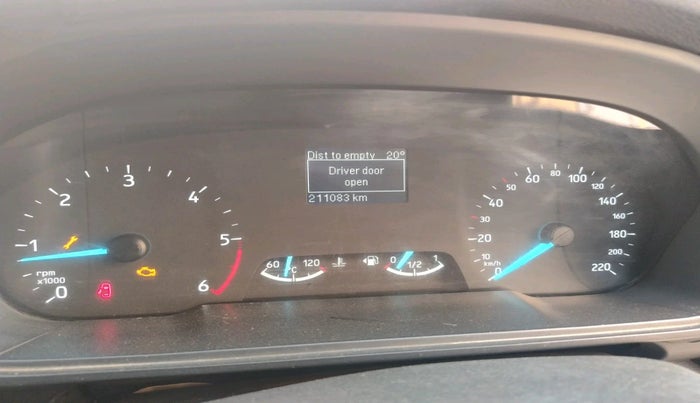 Dist to empty 20°
Driver door
open
211083 km
0 1 2 3 4 5 6
rpm
x1000
60 120
°C
0 1/2 1
0 10 20 30 40 50 60 80 100 120 140 160 180 200 220
km/h